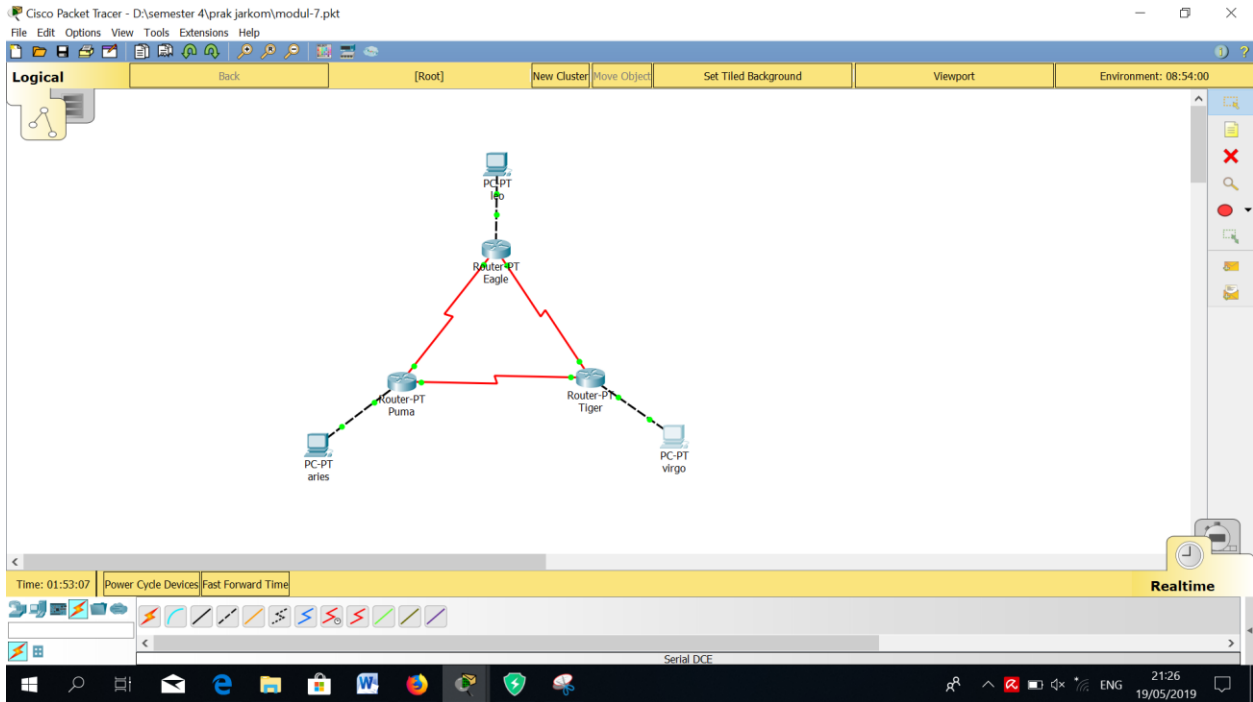 Cisco Packet Tracer - D:\semester 4\prak jarkom\modul-7.pkt
File Edit Options View Tools Extensions Help
Logical Back [Root] New Cluster Move Object Set Tiled Background Viewport Environment: 08:54:00
PC-PT
leo
Router-PT
Eagle
Router-PT
Puma
Router-PT
Tiger
PC-PT
aries
PC-PT
virgo
Time: 01:53:07 Power Cycle Devices Fast Forward Time Realtime
Serial DCE
ENG 21:26
19/05/2019